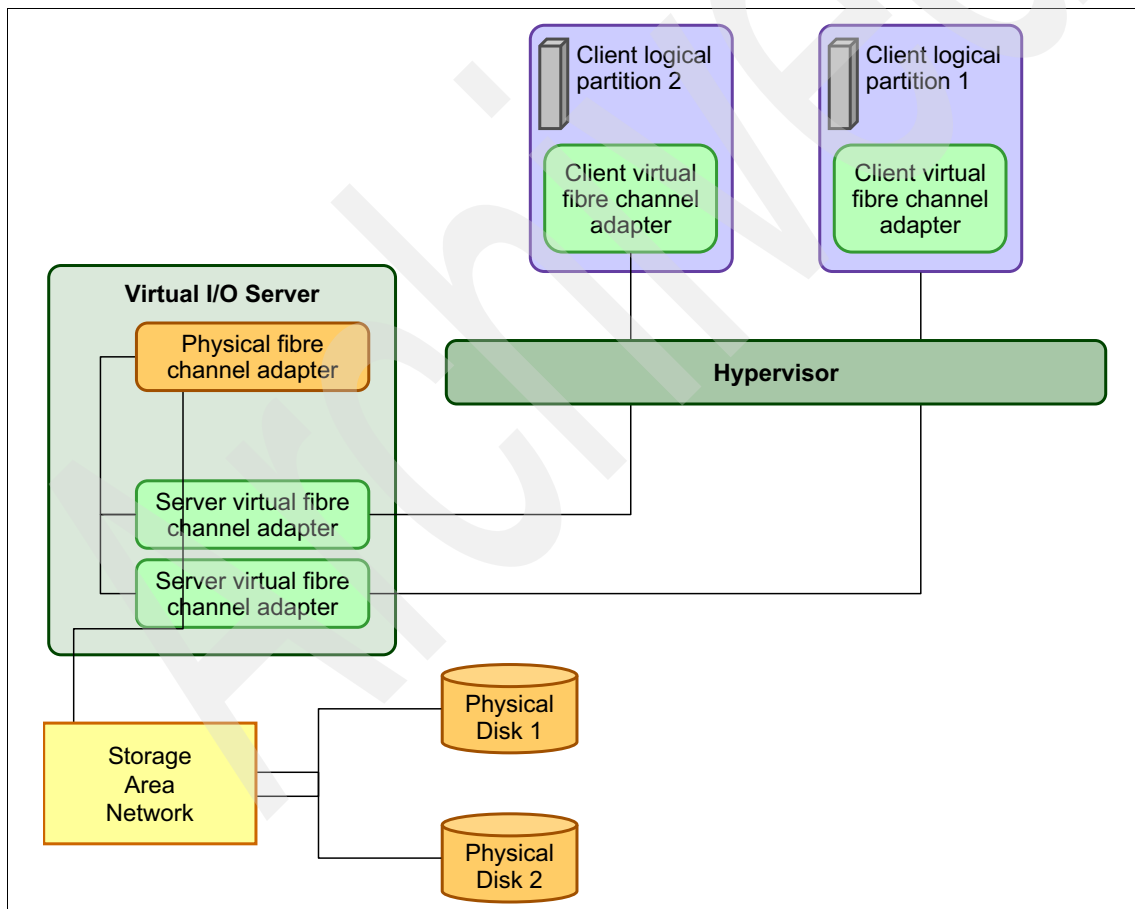 Client logical
partition 2
Client logical
partition 1
Client virtual
fibre channel
adapter
Client virtual
fibre channel
adapter
Virtual I/O Server
Physical fibre
channel adapter
Hypervisor
Server virtual fibre
channel adapter
Server virtual fibre
channel adapter
Physical
Disk 1
Storage
Area
Network
Physical
Disk 2